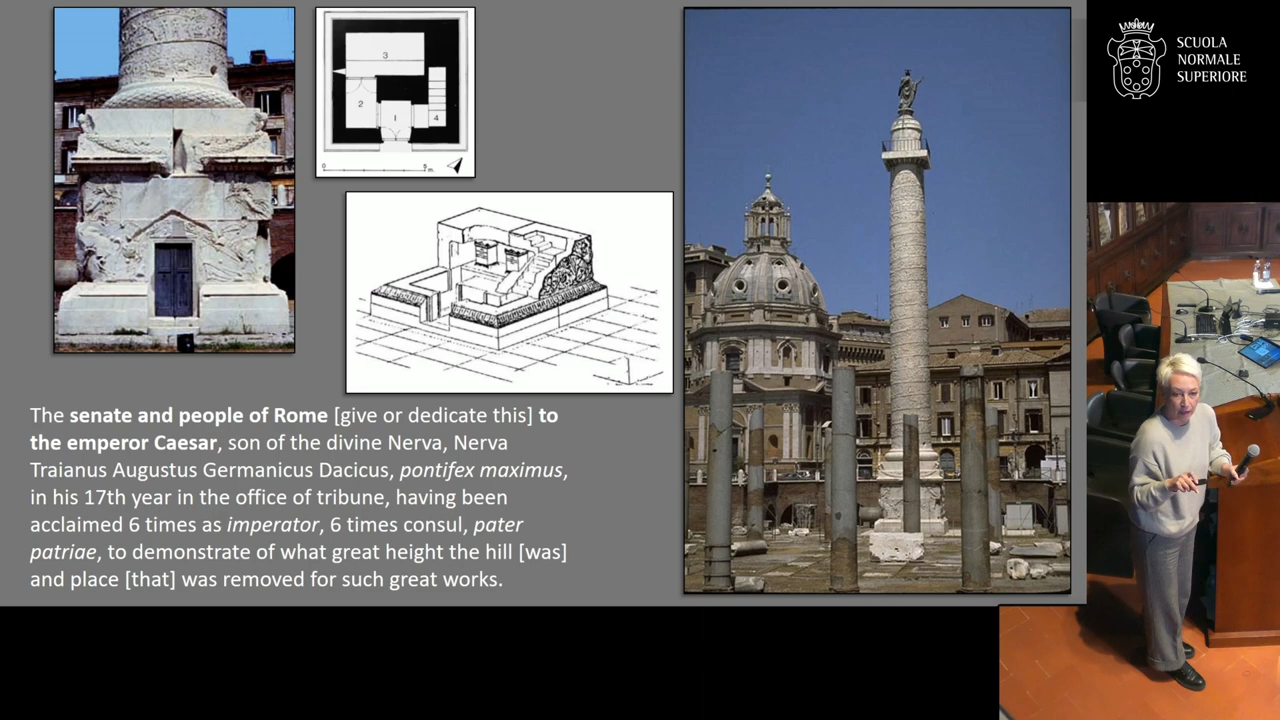 3
2
1
4
0
5
m.
The senate and people of Rome [give or dedicate this] to
the emperor Caesar, son of the divine Nerva, Nerva
Traianus Augustus Germanicus Dacicus, pontifex maximus,
in his 17th year in the office of tribune, having been
acclaimed 6 times as imperator, 6 times consul, pater
patriae, to demonstrate of what great height the hill [was]
and place [that] was removed for such great works.
SCUOLA
NORMALE
SUPERIORE